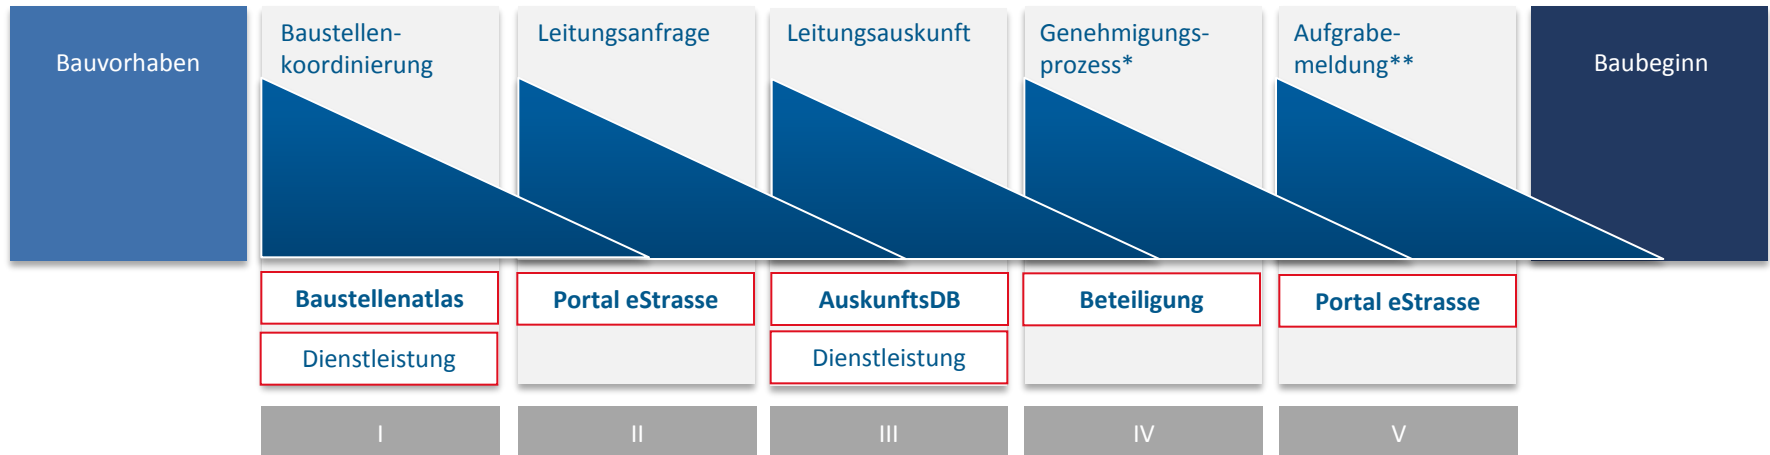 Bauvorhaben
Baustellen-
koordinierung
Leitungsanfrage
Leitungsauskunft
Genehmigungs-
prozess*
Aufgrabe-
meldung**
Baubeginn
Baustellenatlas
Portal eStrasse
AuskunftsDB
Beteiligung
Portal eStrasse
Dienstleistung
Dienstleistung
I
II
III
IV
V